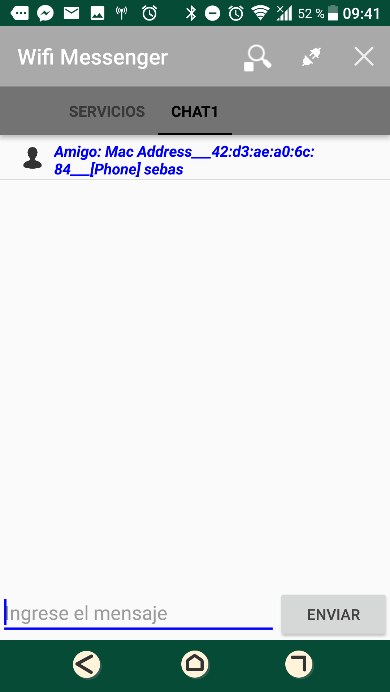 52 % 09:41
Wifi Messenger
SERVICIOS CHAT1
Amigo: Mac Address___42:d3:ae:a0:6c:
84___[Phone] sebas
Ingrese el mensaje ENVIAR